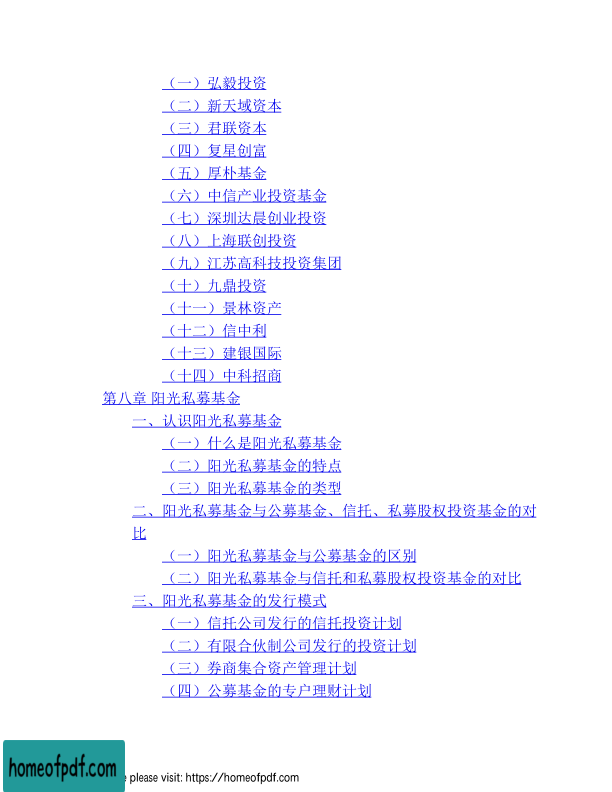 （一）弘毅投资
（二）新天域资本
（三）君联资本
（四）复星创富
（五）厚朴基金
（六）中信产业投资基金
（七）深圳达晨创业投资
（八）上海联创投资
（九）江苏高科技投资集团
（十）九鼎投资
（十一）景林资产
（十二）信中利
（十三）建银国际
（十四）中科招商
第八章 阳光私募基金
一、认识阳光私募基金
（一）什么是阳光私募基金
（二）阳光私募基金的特点
（三）阳光私募基金的类型
二、阳光私募基金与公募基金、信托、私募股权投资基金的对
比
（一）阳光私募基金与公募基金的区别
（二）阳光私募基金与信托和私募股权投资基金的对比
三、阳光私募基金的发行模式
（一）信托公司发行的信托投资计划
（二）有限合伙制公司发行的投资计划
（三）券商集合资产管理计划
（四）公募基金的专户理财计划
homeofpdf.com
please visit: https://homeofpdf.com